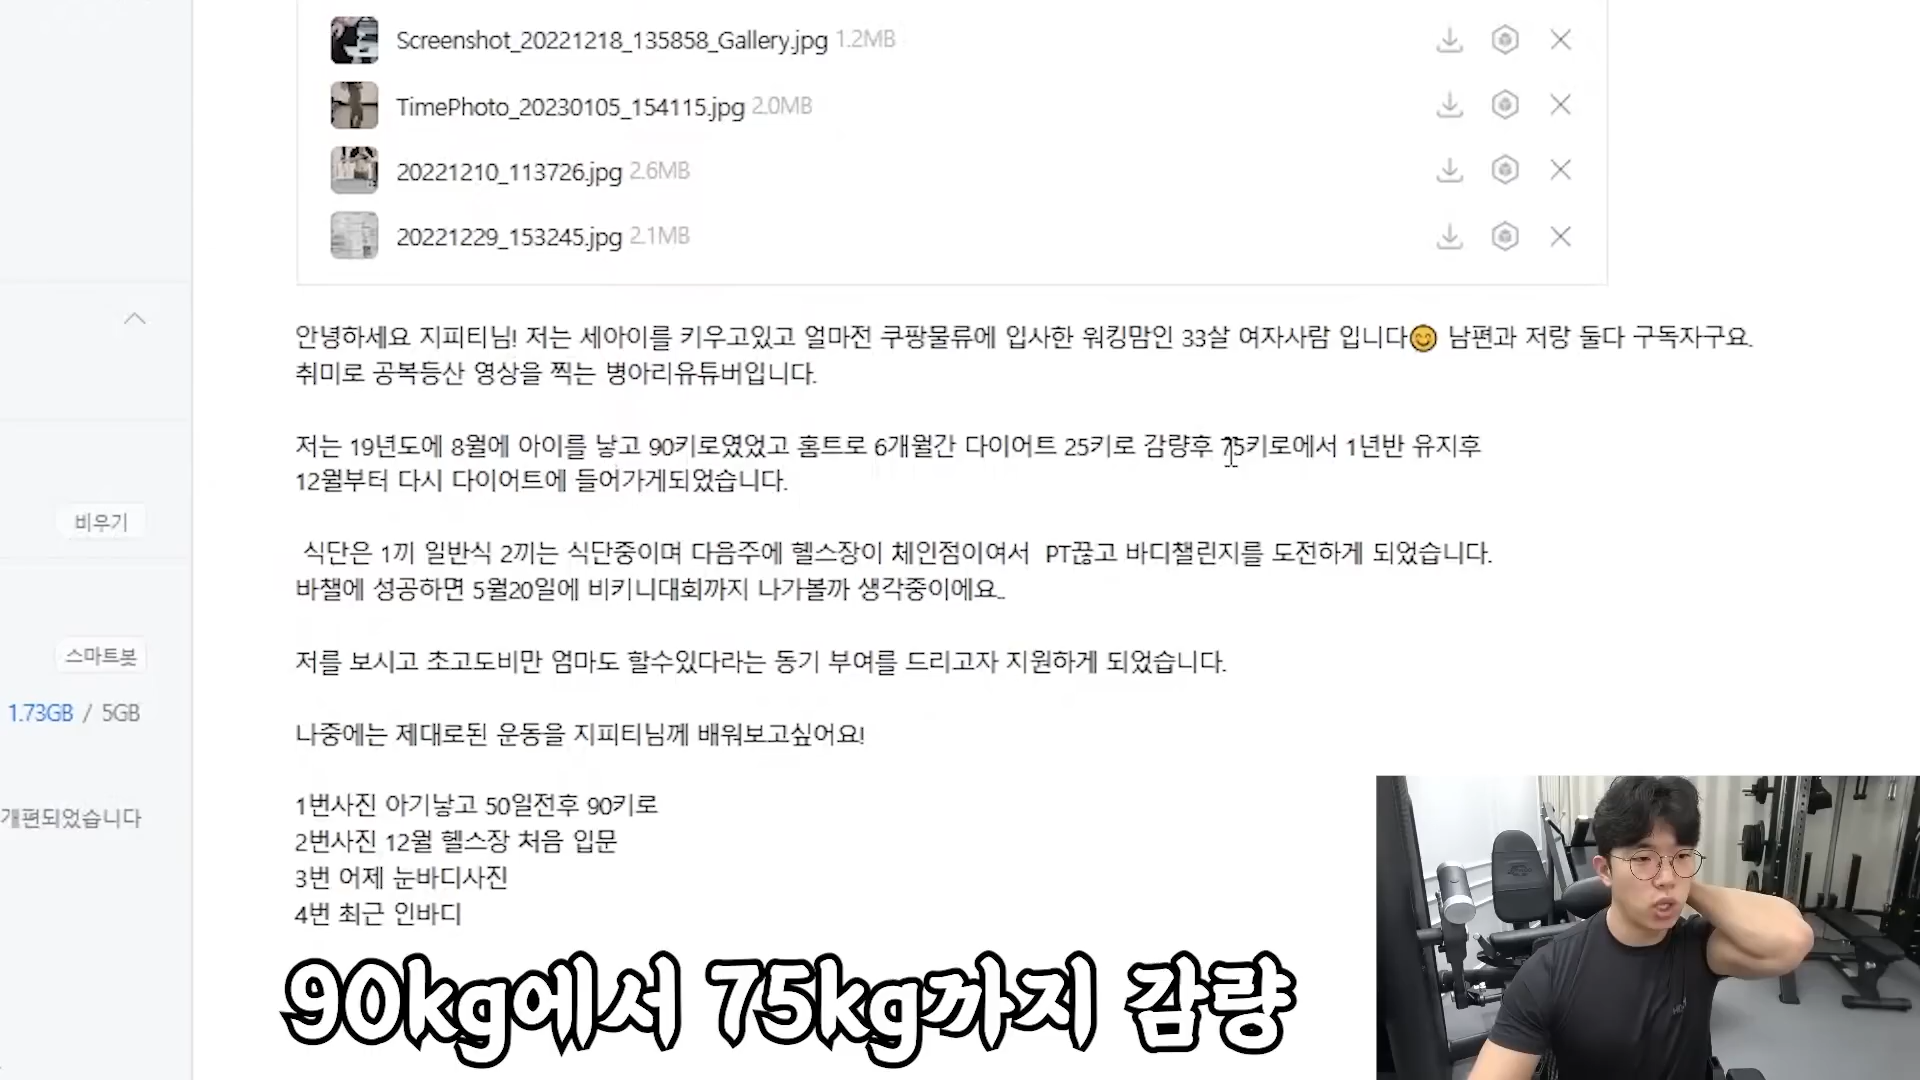 Screenshot_20221218_135858_Gallery.jpg 1.2MB
TimePhoto_20230105_154115.jpg 2.0MB
20221210_113726.jpg 2.6MB
20221229_153245.jpg 2.1MB
안녕하세요 지피티님! 저는 세아이를 키우고있고 얼마전 쿠팡물류에 입사한 워킹맘인 33살 여자사람 입니다😊 남편과 저랑 둘다 구독자구요.
취미로 공복등산 영상을 찍는 병아리유튜버입니다.
저는 19년도에 8월에 아이를 낳고 90키로였었고 홈트로 6개월간 다이어트 25키로 감량후 75키로에서 1년반 유지후
12월부터 다시 다이어트에 들어가게되었습니다.
비우기
식단은 1끼 일반식 2끼는 식단중이며 다음주에 헬스장이 체인점이여서 PT끊고 바디챌린지를 도전하게 되었습니다.
바챌에 성공하면 5월20일에 비키니대회까지 나가볼까 생각중이에요..
스마트봇
저를 보시고 초고도비만 엄마도 할수있다라는 동기 부여를 드리고자 지원하게 되었습니다.
1.73GB / 5GB
나중에는 제대로된 운동을 지피티님께 배워보고싶어요!
개편되었습니다
1번사진 아기낳고 50일전후 90키로
2번사진 12월 헬스장 처음 입문
3번 어제 눈바디사진
4번 최근 인바디
90kg에서 75kg까지 감량